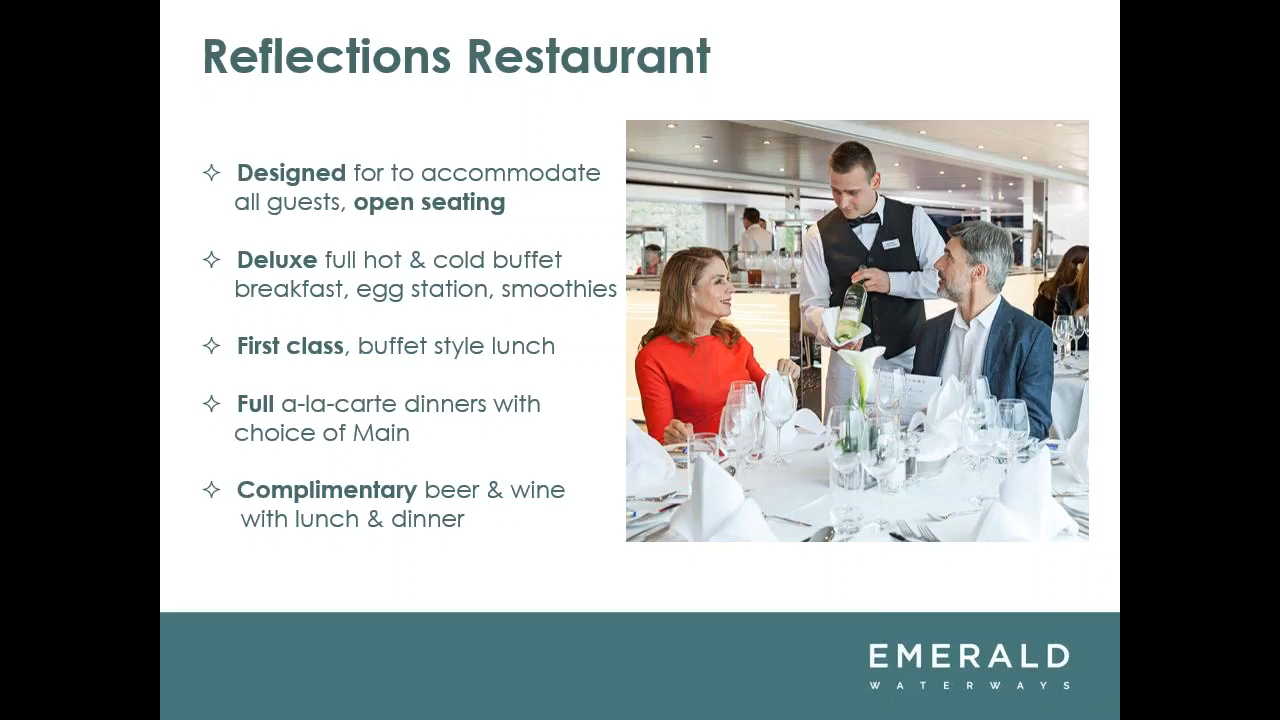 Reflections Restaurant
✧ Designed for to accommodate
all guests, open seating
✧ Deluxe full hot & cold buffet
breakfast, egg station, smoothies
✧ First class, buffet style lunch
✧ Full a-la-carte dinners with
choice of Main
✧ Complimentary beer & wine
with lunch & dinner
EMERALD
WATERWAYS